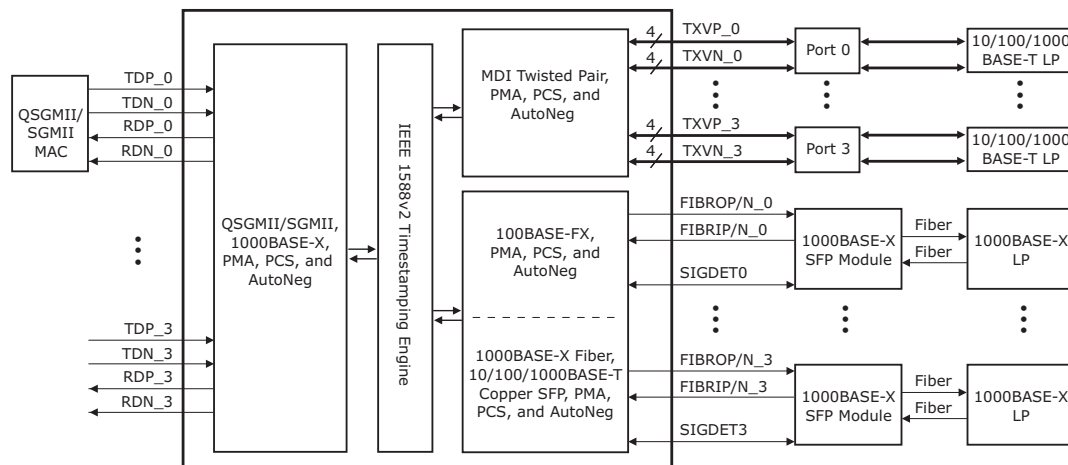 QSGMII/
SGMII
MAC
TDP_0
TDN_0
RDP_0
RDN_0
TDP_3
TDN_3
RDP_3
RDN_3
QSGMII/SGMII,
1000BASE-X,
PMA, PCS, and
AutoNeg
IEEE 1588v2 Timestamping Engine
MDI Twisted Pair,
PMA, PCS, and
AutoNeg
4
TXVP_0
4
TXVN_0
4
TXVP_3
4
TXVN_3
Port 0
Port 3
10/100/1000
BASE-T LP
10/100/1000
BASE-T LP
100BASE-FX,
PMA, PCS, and
AutoNeg
1000BASE-X Fiber,
10/100/1000BASE-T
Copper SFP, PMA,
PCS, and AutoNeg
FIBROP/N_0
FIBRIP/N_0
SIGDET0
1000BASE-X
SFP Module
Fiber
Fiber
1000BASE-X
LP
FIBROP/N_3
FIBRIP/N_3
SIGDET3
1000BASE-X
SFP Module
Fiber
Fiber
1000BASE-X
LP